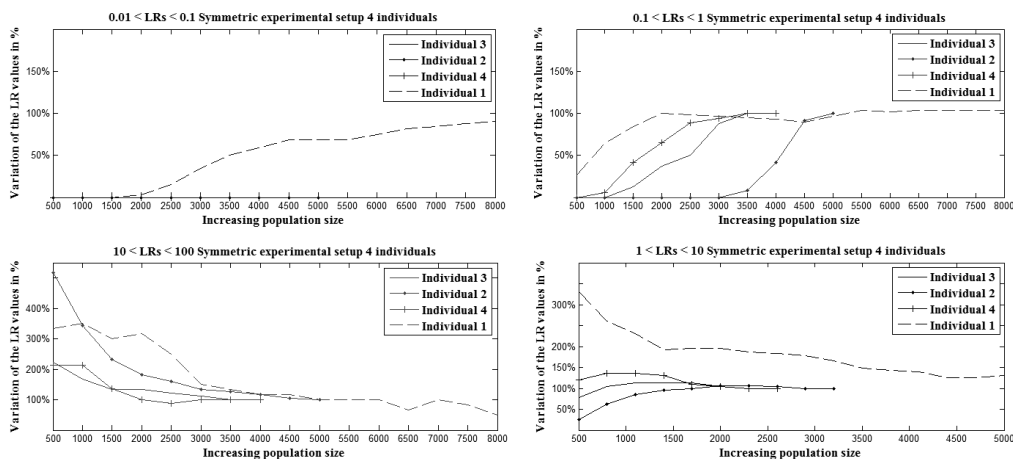 0.01 < LRs < 0.1 Symmetric experimental setup 4 individuals
Variation of the LR values in %
150%
100%
50%
Individual 3
Individual 2
Individual 4
Individual 1
500 1000 1500 2000 2500 3000 3500 4000 4500 5000 5500 6000 6500 7000 7500 8000
Increasing population size
0.1 < LRs < 1 Symmetric experimental setup 4 individuals
Variation of the LR values in %
150%
100%
50%
Individual 3
Individual 2
Individual 4
Individual 1
500 1000 1500 2000 2500 3000 3500 4000 4500 5000 5500 6000 6500 7000 7500 8000
Increasing population size
10 < LRs < 100 Symmetric experimental setup 4 individuals
Variation of the LR values in %
400%
300%
200%
100%
Individual 3
Individual 2
Individual 4
Individual 1
500 1000 1500 2000 2500 3000 3500 4000 4500 5000 5500 6000 6500 7000 7500 8000
Increasing population size
1 < LRs < 10 Symmetric experimental setup 4 individuals
Variation of the LR values in %
300%
200%
150%
100%
50%
Individual 3
Individual 2
Individual 4
Individual 1
500 1000 1500 2000 2500 3000 3500 4000 4500 5000
Increasing population size